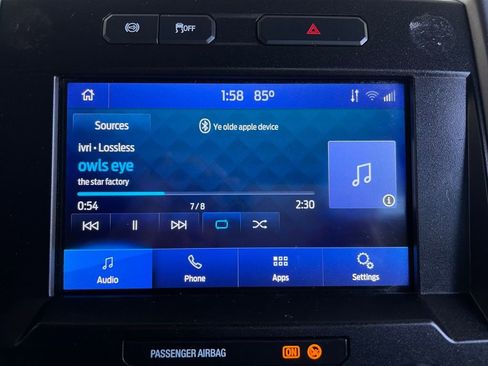 OFF
1:58 85°
Sources
Ye olde apple device
ivri • Lossless
owls eye
the star factory
0:54 7/8 2:30
Audio Phone Apps Settings
PASSENGER AIRBAG ON